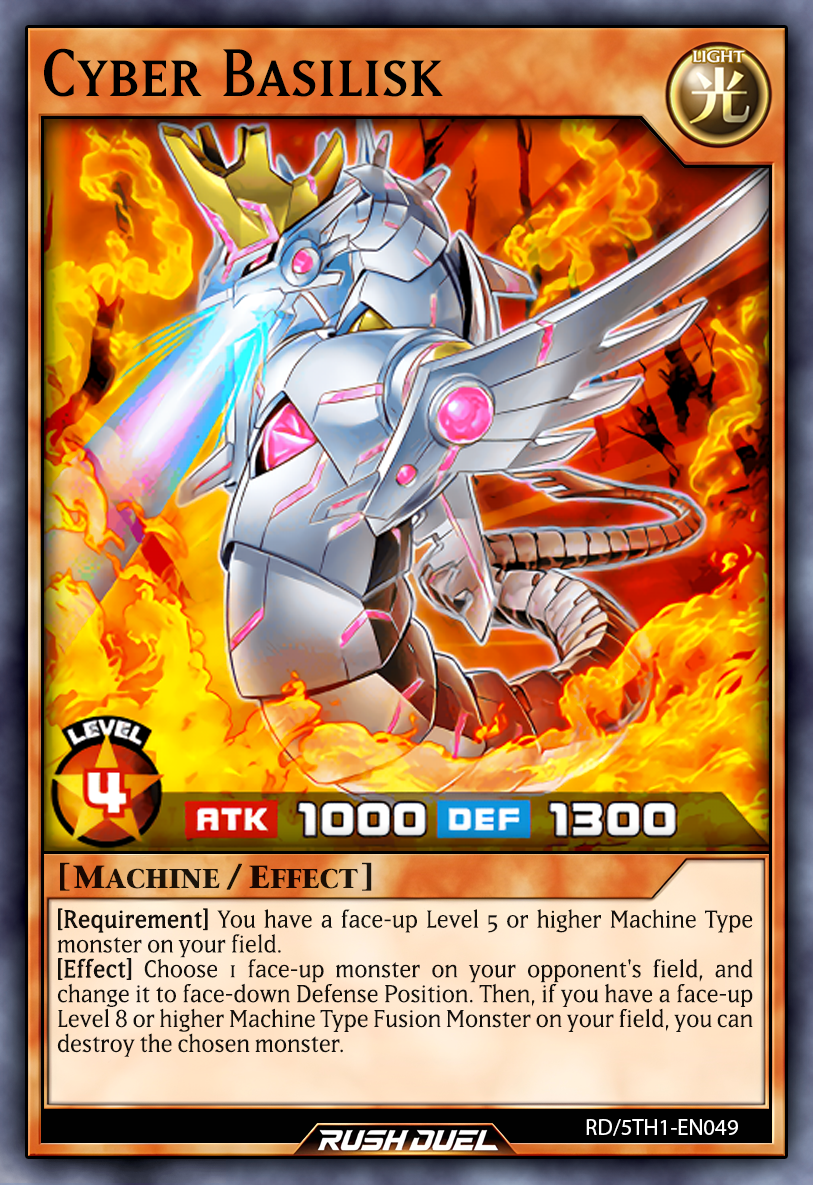 Cyber Basilisk
LIGHT
光
LEVEL
4
ATK 1000 DEF 1300
[Machine / Effect]
[Requirement] You have a face-up Level 5 or higher Machine Type
monster on your field.
[Effect] Choose 1 face-up monster on your opponent's field, and
change it to face-down Defense Position. Then, if you have a face-up
Level 8 or higher Machine Type Fusion Monster on your field, you can
destroy the chosen monster.
RD/5TH1-EN049
RUSH DUEL